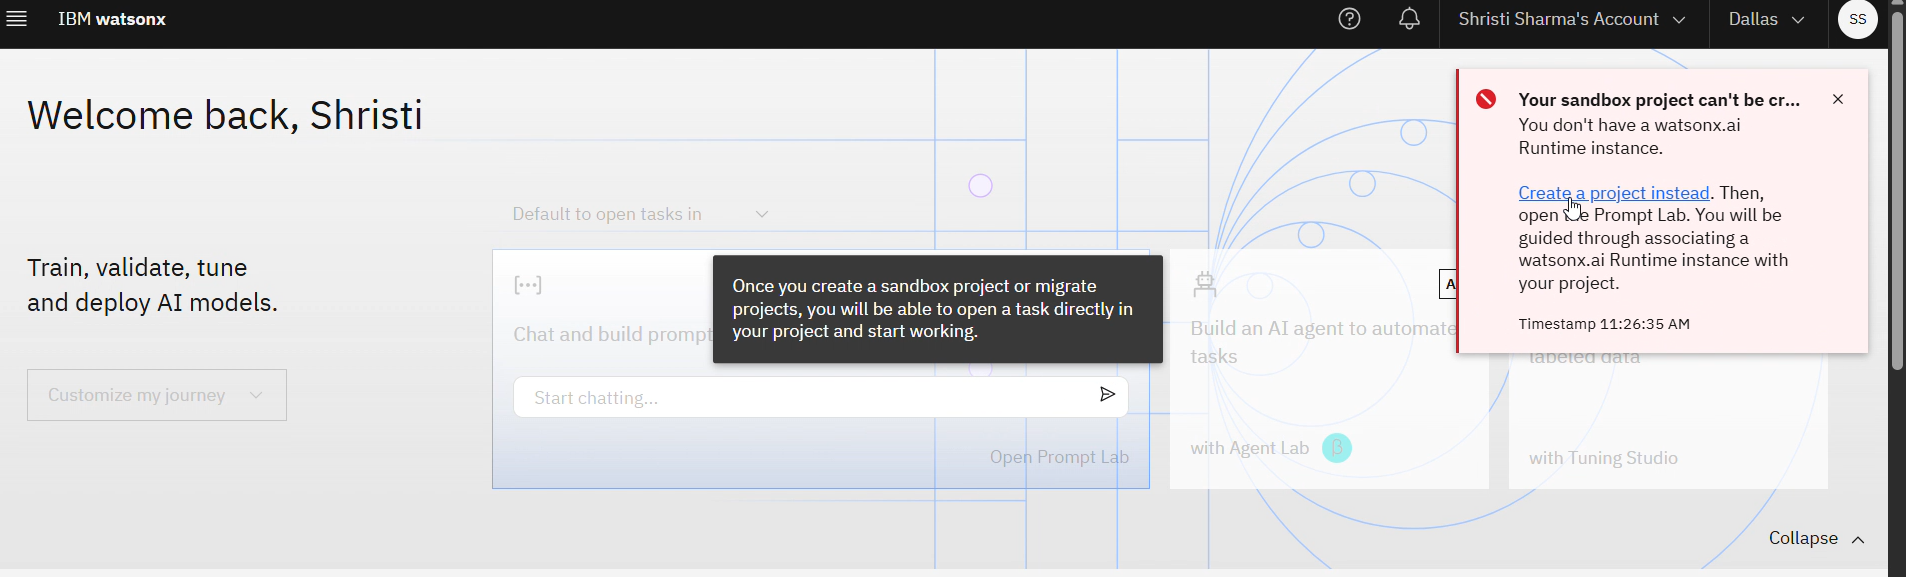 IBM watsonx
Shristi Sharma's Account
Dallas
SS
Welcome back, Shristi
Train, validate, tune
and deploy AI models.
Customize my journey
Default to open tasks in
[...]
Chat and build prompt
Once you create a sandbox project or migrate
projects, you will be able to open a task directly in
your project and start working.
Start chatting...
Open Prompt Lab
A
Build an AI agent to automate
tasks
with Agent Lab β
labeled data
with Tuning Studio
Your sandbox project can't be cr...
You don't have a watsonx.ai
Runtime instance.
Create a project instead. Then,
open the Prompt Lab. You will be
guided through associating a
watsonx.ai Runtime instance with
your project.
Timestamp 11:26:35 AM
Collapse